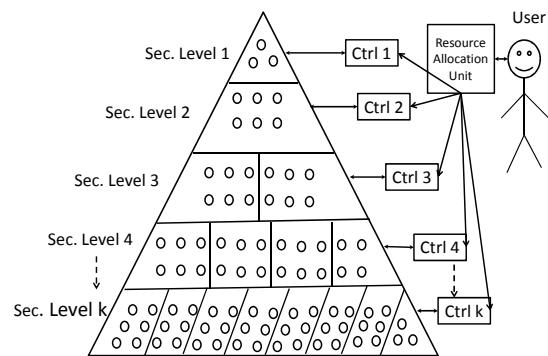 User
Sec. Level 1
Ctrl 1
Resource
Allocation
Unit
Sec. Level 2
Ctrl 2
Sec. Level 3
Ctrl 3
Sec. Level 4
Ctrl 4
Sec. Level k
Ctrl k